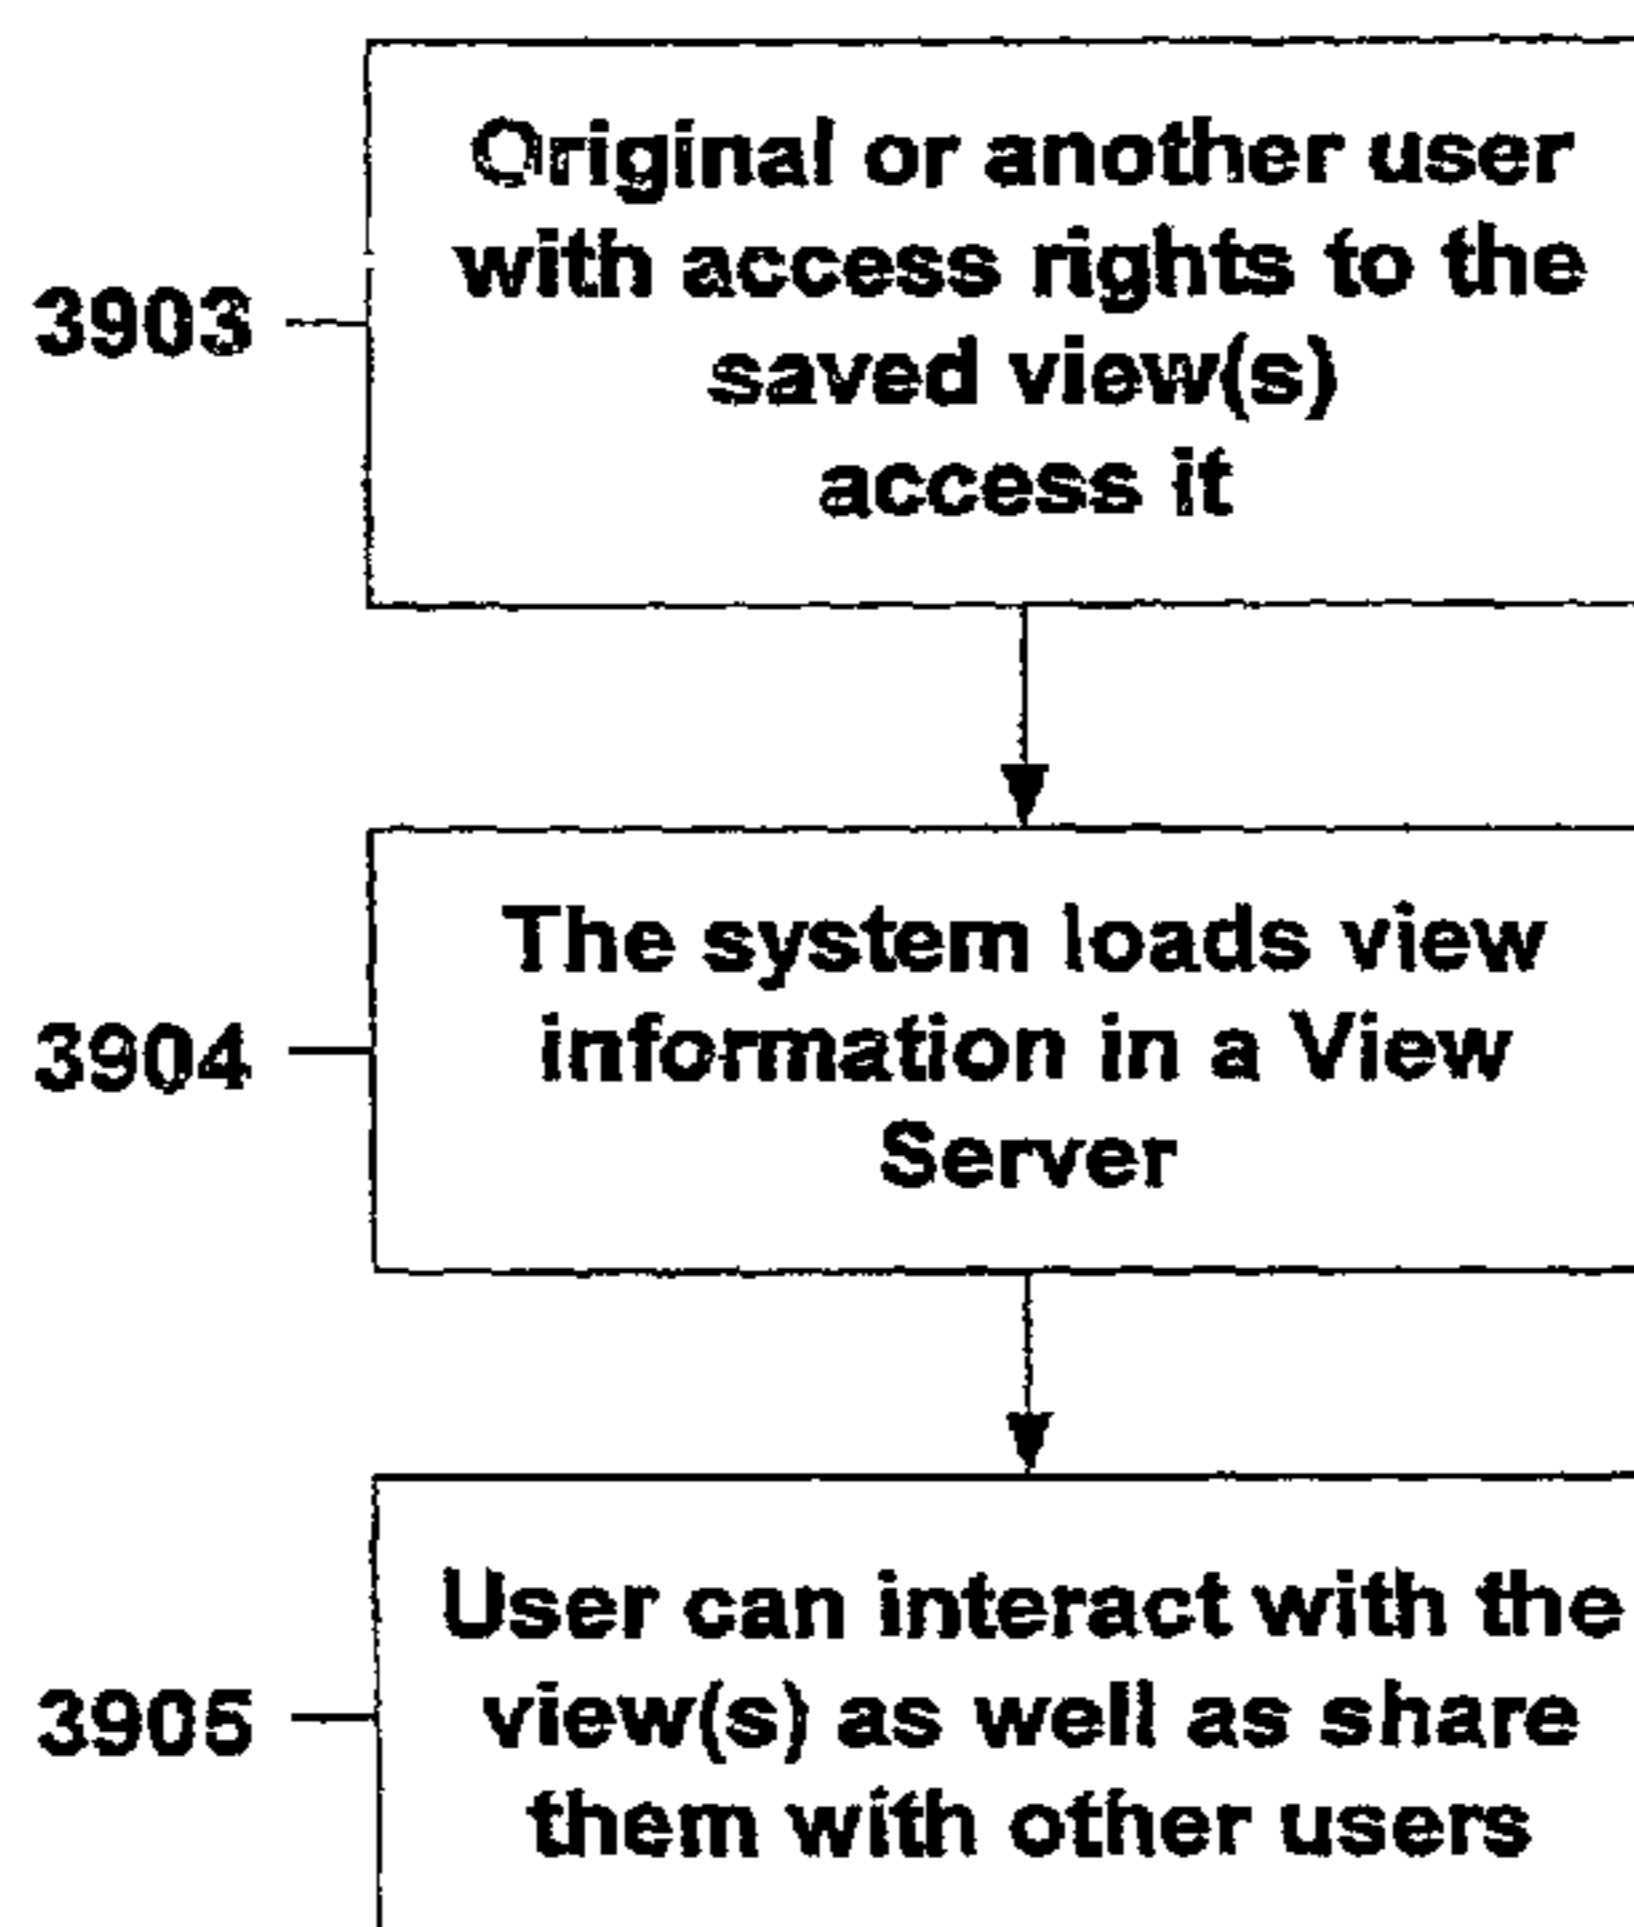 Original or another user
with access rights to the
3903
saved view(s)
access it
The system loads view
3904
information in a View
Server
User can interact with the
3905
view(s) as well as share
them with other users